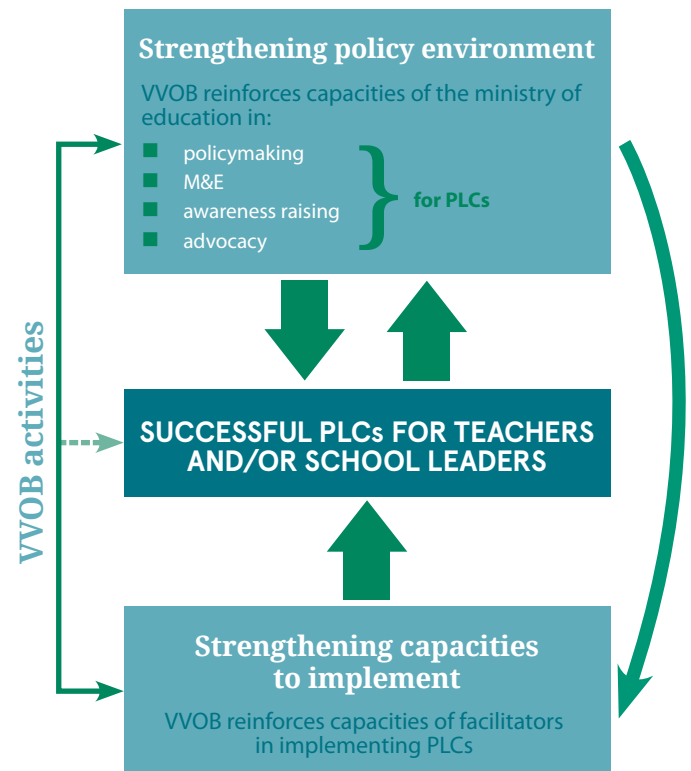 Strengthening policy environment
VVOB reinforces capacities of the ministry of
education in:
policymaking
M&E
awareness raising
advocacy
for PLCs
VVOB activities
SUCCESSFUL PLCs FOR TEACHERS
AND/OR SCHOOL LEADERS
Strengthening capacities
to implement
VVOB reinforces capacities of facilitators
in implementing PLCs